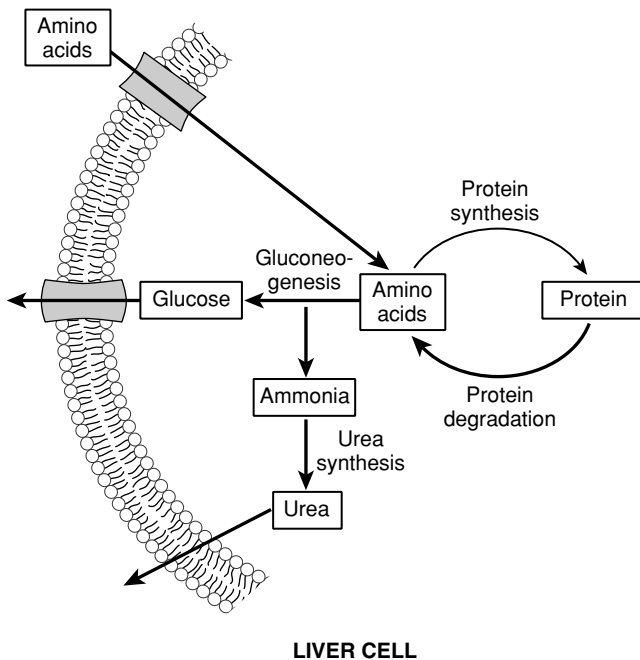 Amino
acids
Protein
synthesis
Gluconeo-
genesis
Glucose
Amino
acids
Protein
Ammonia
Protein
degradation
Urea
synthesis
Urea
LIVER CELL